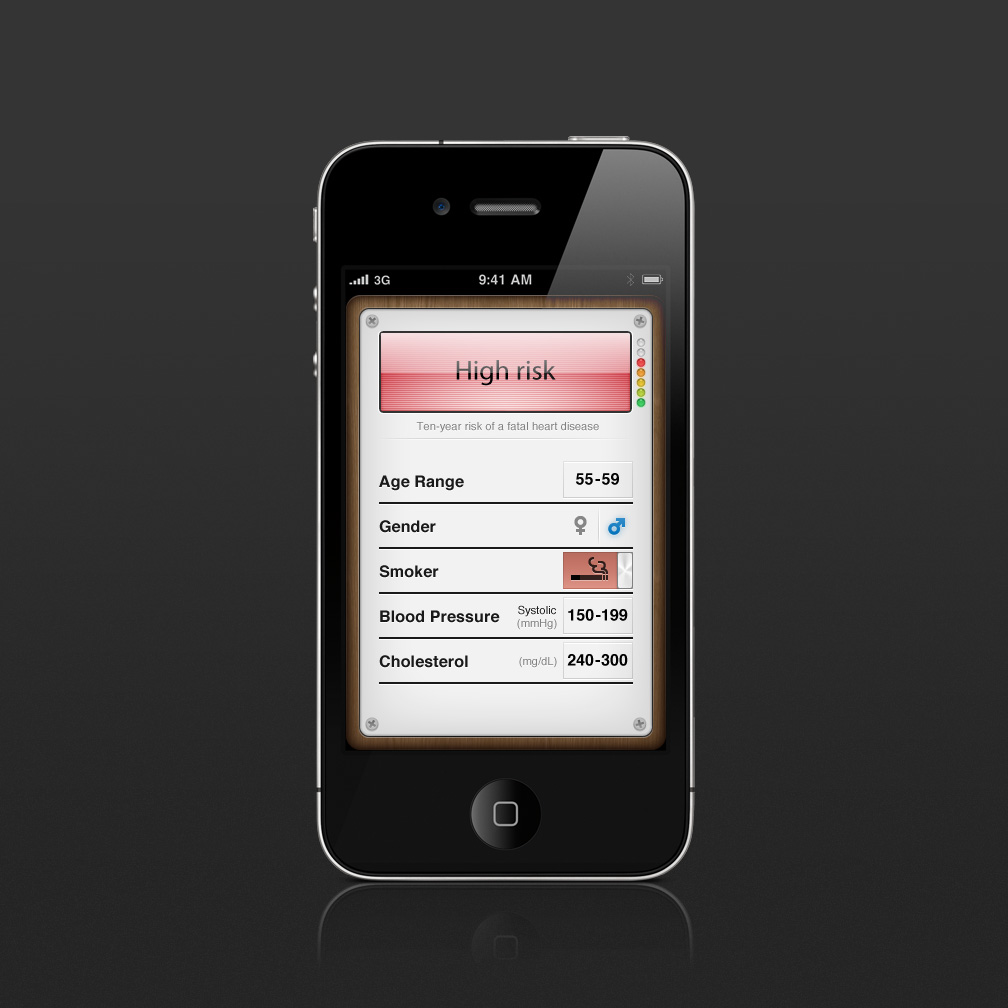 3G 9:41 AM
High risk
Ten-year risk of a fatal heart disease
Age Range 55-59
Gender
Smoker
Blood Pressure Systolic (mmHg) 150-199
Cholesterol (mg/dL) 240-300